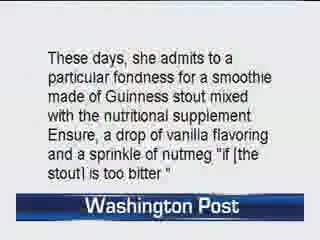 These days, she admits to a
particular fondness for a smoothie
made of Guinness stout mixed
with the nutritional supplement
Ensure, a drop of vanilla flavoring
and a sprinkle of nutmeg "if [the
stout] is too bitter "
Washington Post